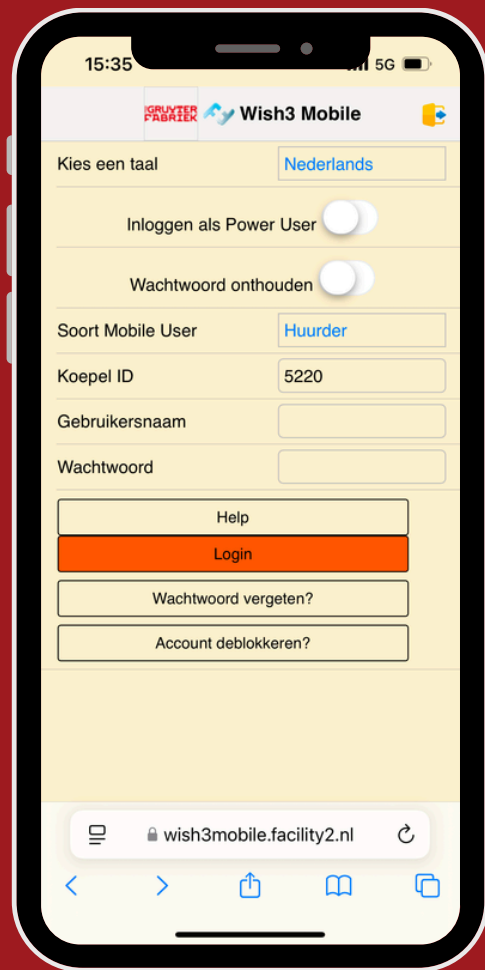 15:35 5G
GRUYTER
FABRIEK
Wish3 Mobile
Kies een taal Nederlands
Inloggen als Power User
Wachtwoord onthouden
Soort Mobile User Huurder
Koepel ID 5220
Gebruikersnaam
Wachtwoord
Help
Login
Wachtwoord vergeten?
Account deblokkeren?
wish3mobile.facility2.nl